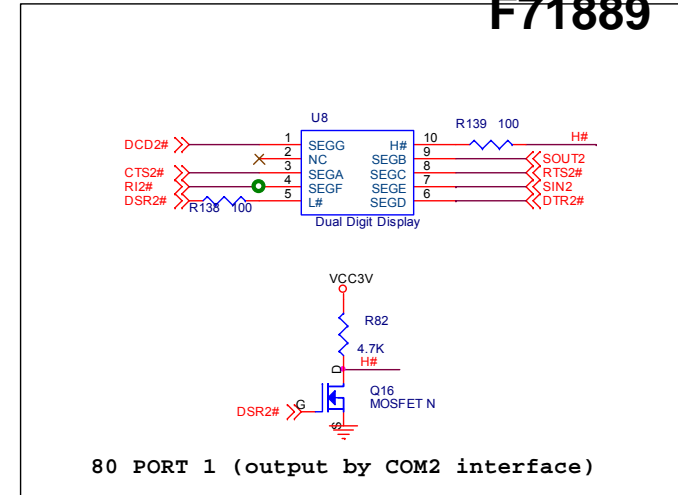 F71889
U8
R139 100
H#
DCD2#
1
SEGG
H#
10
2
NC
SEGB
9
SOUT2
CTS2#
3
SEGA
SEGC
8
RTS2#
RI2#
4
SEGF
SEGE
7
SIN2
DSR2#
R138 100
5
L#
SEGD
6
DTR2#
Dual Digit Display
VCC3V
R82
4.7K
H#
D
Q16
MOSFET N
DSR2#
G
S
80 PORT 1 (output by COM2 interface)